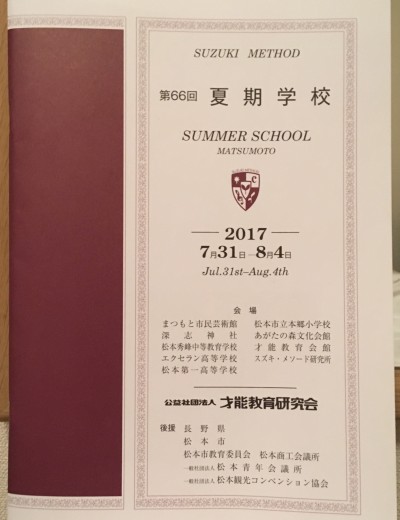 SUZUKI METHOD
第66回 夏期学校
SUMMER SCHOOL
MATSUMOTO
2017
7月31日—8月4日
Jul.31st–Aug.4th
会場
まつもと市民芸術館 松本市立本郷小学校
深志神社 あがたの森文化会館
松本秀峰中等教育学校 才能教育会館
エクセラン高等学校 スズキ・メソード研究所
松本第一高等学校
公益社団法人 才能教育研究会
後援 長野県
松本市
松本市教育委員会 松本商工会議所
一般社団法人 松本青年会議所
一般社団法人 松本観光コンベンション協会